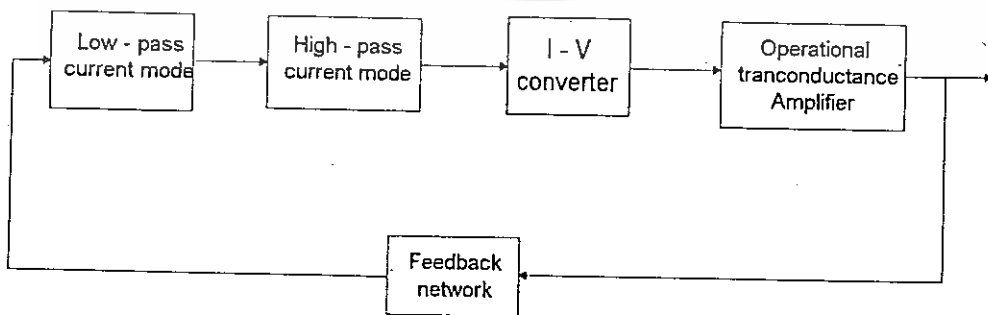 Low - pass
current mode
High - pass
current mode
I - V
converter
Operational
tranconductance
Amplifier
Feedback
network